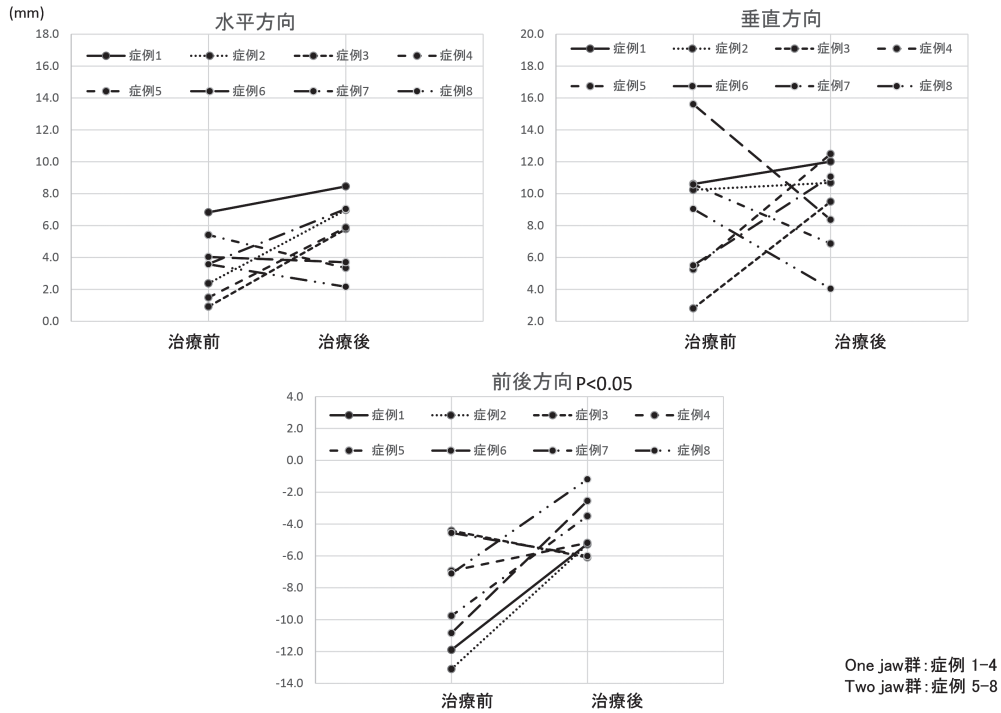 (mm)
水平方向
18.0
16.0
14.0
12.0
10.0
8.0
6.0
4.0
2.0
0.0
症例1 症例2 症例3 症例4
症例5 症例6 症例7 症例8
治療前 治療後
垂直方向
20.0
18.0
16.0
14.0
12.0
10.0
8.0
6.0
4.0
2.0
症例1 症例2 症例3 症例4
症例5 症例6 症例7 症例8
治療前 治療後
前後方向 P<0.05
4.0
2.0
0.0
-2.0
-4.0
-6.0
-8.0
-10.0
-12.0
-14.0
症例1 症例2 症例3 症例4
症例5 症例6 症例7 症例8
治療前 治療後
One jaw群：症例 1-4
Two jaw群：症例 5-8